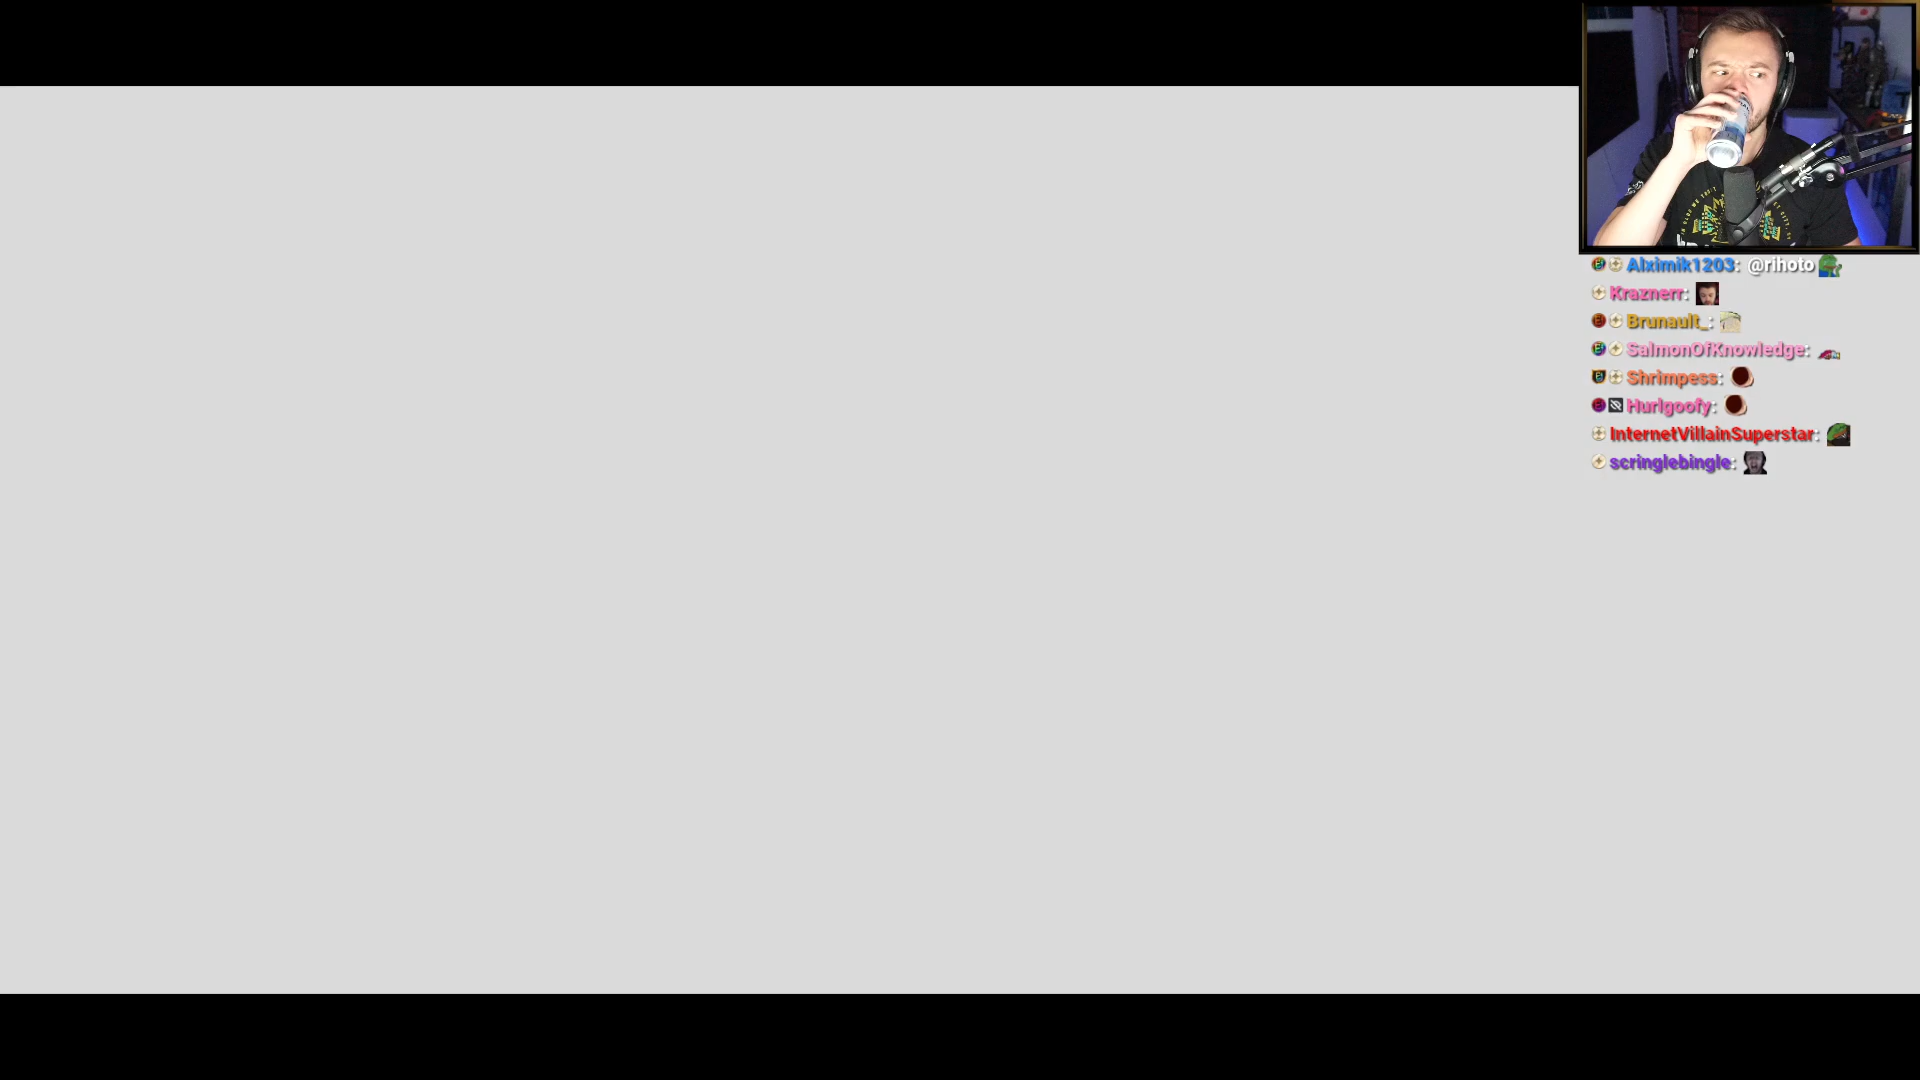 Alximik1203: @rihoto
Kraznerr:
Brunault_:
SalmonOfKnowledge:
Shrimpess:
Hurlgoofy:
InternetVillainSuperstar:
scringlebingle: